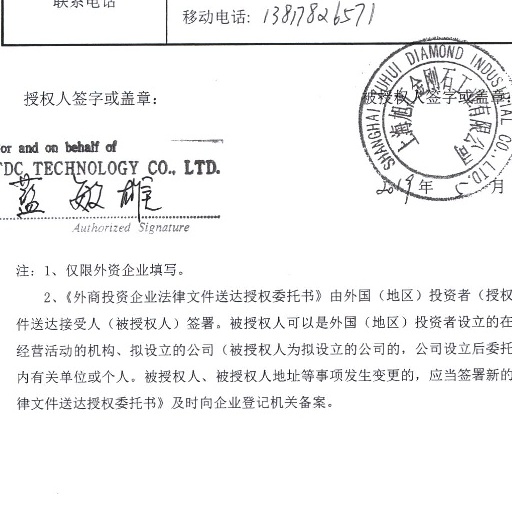 联系电话
移动电话: 13817826571
授权人签字或盖章：
被授权人签字或盖章：
SHANGHAI XUHUI DIAMOND INDUSTRIAL CO., LTD.
上海旭汇金刚石工业有限公司
or and on behalf of
TDC TECHNOLOGY CO., LTD.
蓝敏雄
Authorized Signature
2019年 5 月
注：1、仅限外资企业填写。
2、《外商投资企业法律文件送达授权委托书》由外国（地区）投资者（授权
件送达接受人（被授权人）签署。被授权人可以是外国（地区）投资者设立的在
经营活动的机构、拟设立的公司（被授权人为拟设立的公司的，公司设立后委托
内有关单位或个人。被授权人、被授权人地址等事项发生变更的，应当签署新的
律文件送达授权委托书》及时向企业登记机关备案。